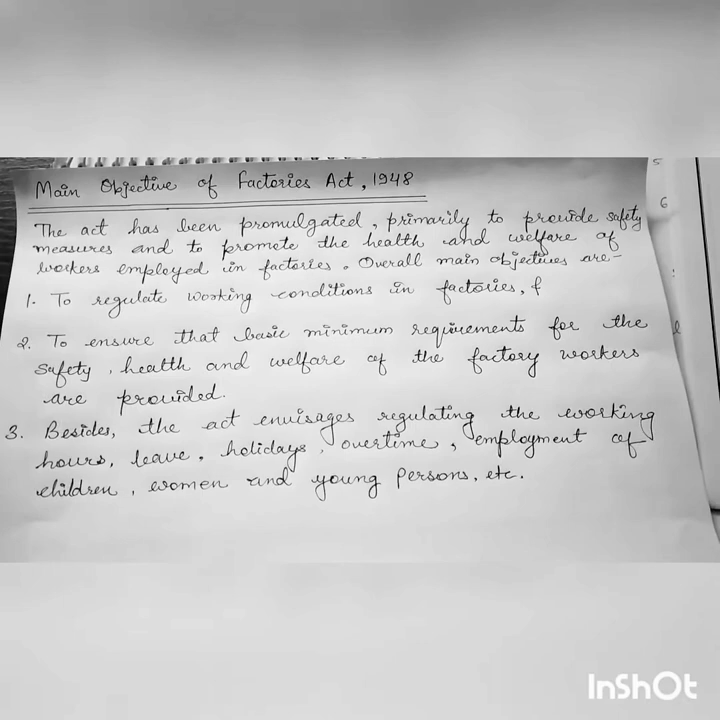 Main Objective of Factories Act, 1948
The act has been promulgated, primarily to provide safety
measures and to promote the health and welfare of
workers employed in factories. Overall main objectives are-
1. To regulate working conditions in factories, &
2. To ensure that basic minimum requirements for the
safety, health and welfare of the factory workers
are provided.
3. Besides, the act envisages regulating the working
hours, leave, holidays, overtime, employment of
children, women and young persons, etc.
5
6
InShOt